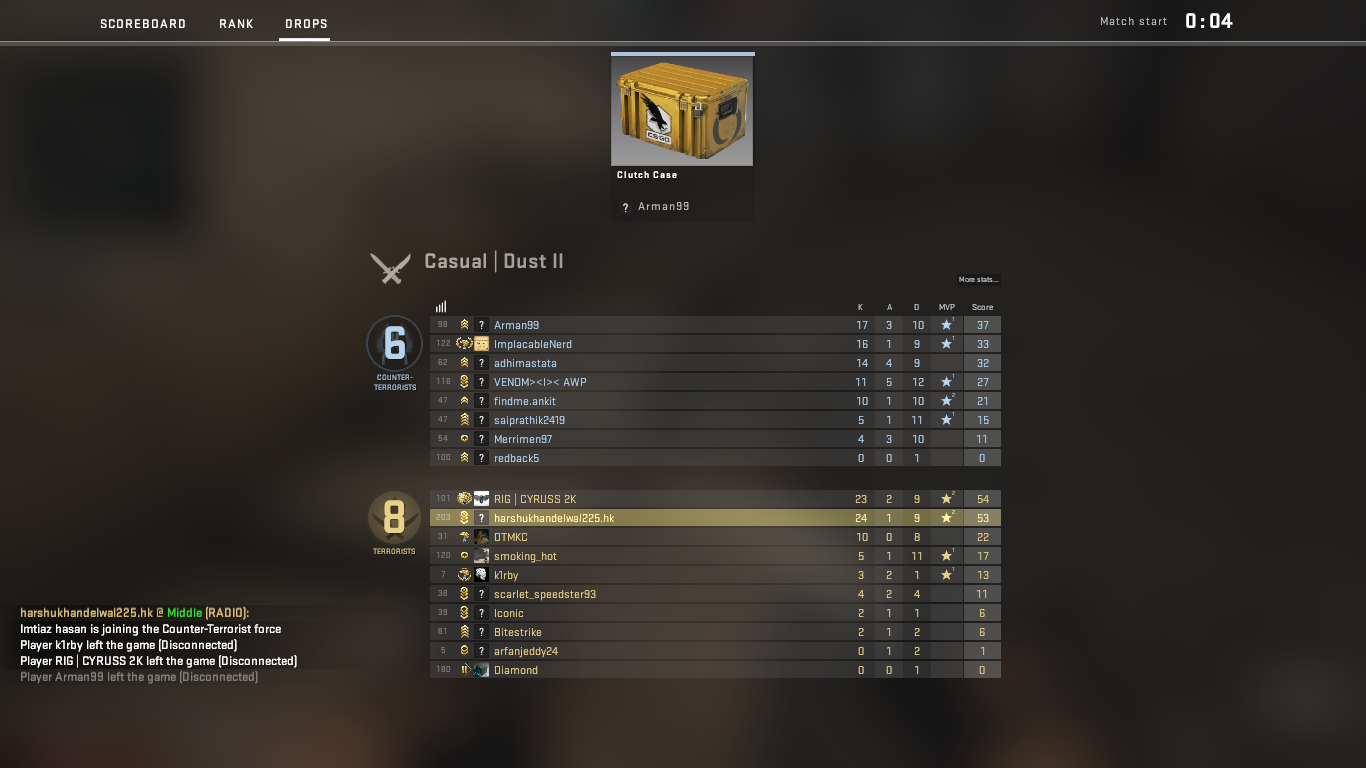 SCOREBOARD RANK DROPS Match start 0:04
CS:GO
Clutch Case
? Arman99
Casual | Dust II
More stats...
K A D MVP Score
6
COUNTER-
TERRORISTS
98 ? Arman99 17 3 10 ★1 37
122 ImplacableNerd 16 1 9 ★1 33
62 ? adhimastata 14 4 9 32
116 ? VENOM><I>< AWP 11 5 12 ★1 27
47 ? findme.ankit 10 1 10 ★2 21
47 ? saiprathik2419 5 1 11 ★1 15
54 ? Merrimen97 4 3 10 11
100 ? redback5 0 0 1 0
8
TERRORISTS
101 RIG | CYRUSS 2K 23 2 9 ★2 54
203 ? harshukhandelwal225.hk 24 1 9 ★2 53
31 DTMKC 10 0 8 22
120 smoking_hot 5 1 11 ★1 17
7 k1rby 3 2 1 ★1 13
38 ? scarlet_speedster93 4 2 4 11
39 ? Iconic 2 1 1 6
81 ? Bitestrike 2 1 2 6
5 ? arfanjeddy24 0 1 2 1
180 Diamond 0 0 1 0
harshukhandelwal225.hk @ Middle (RADIO):
Imtiaz hasan is joining the Counter-Terrorist force
Player k1rby left the game (Disconnected)
Player RIG | CYRUSS 2K left the game (Disconnected)
Player Arman99 left the game (Disconnected)